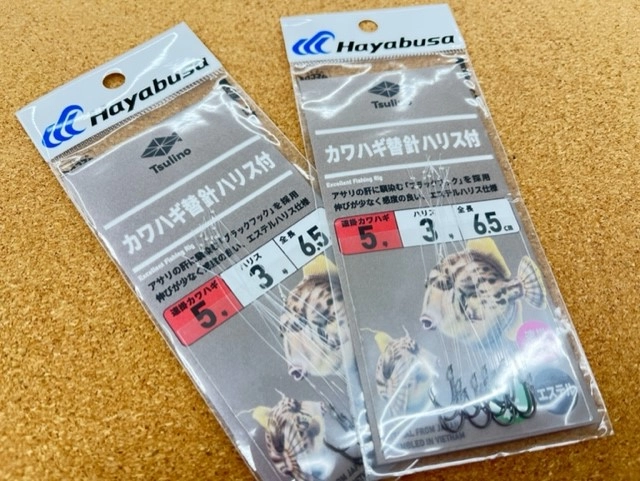 Hayabusa
Tsulino
カワハギ替針ハリス付
Excellent Fishing Rig
アサリの肝に馴染む「ブラックフック」を採用
伸びが少なく感度の良い、エステルハリス仕様
速掛カワハギ
5号
ハリス
3号
全長
6.5
Hayabusa
Tsulino
カワハギ替針ハリス付
Excellent Fishing Rig
アサリの肝に馴染む「ブラックフック」を採用
伸びが少なく感度の良い、エステルハリス仕様
速掛カワハギ
5号
ハリス
3号
全長
6.5cm
エステル
IN VIETNAM